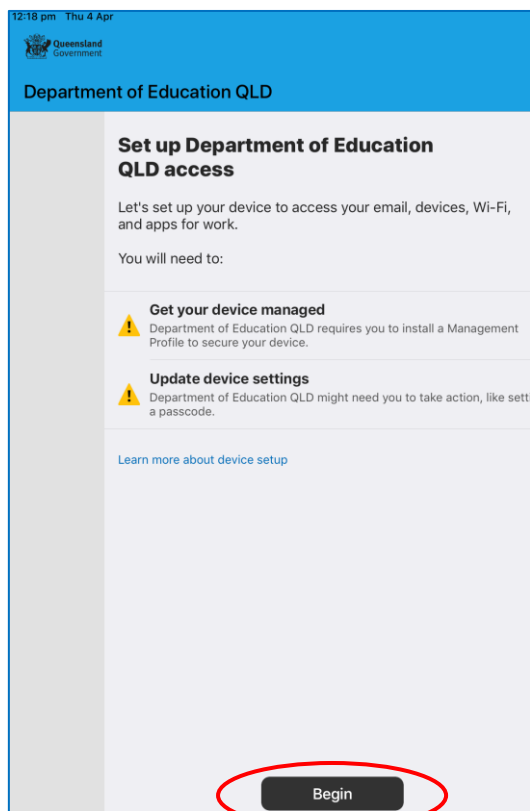 12:18 pm Thu 4 Apr
Queensland
Government
Department of Education QLD
Set up Department of Education
QLD access
Let's set up your device to access your email, devices, Wi-Fi,
and apps for work.
You will need to:
Get your device managed
Department of Education QLD requires you to install a Management
Profile to secure your device.
Update device settings
Department of Education QLD might need you to take action, like setti
a passcode.
Learn more about device setup
Begin